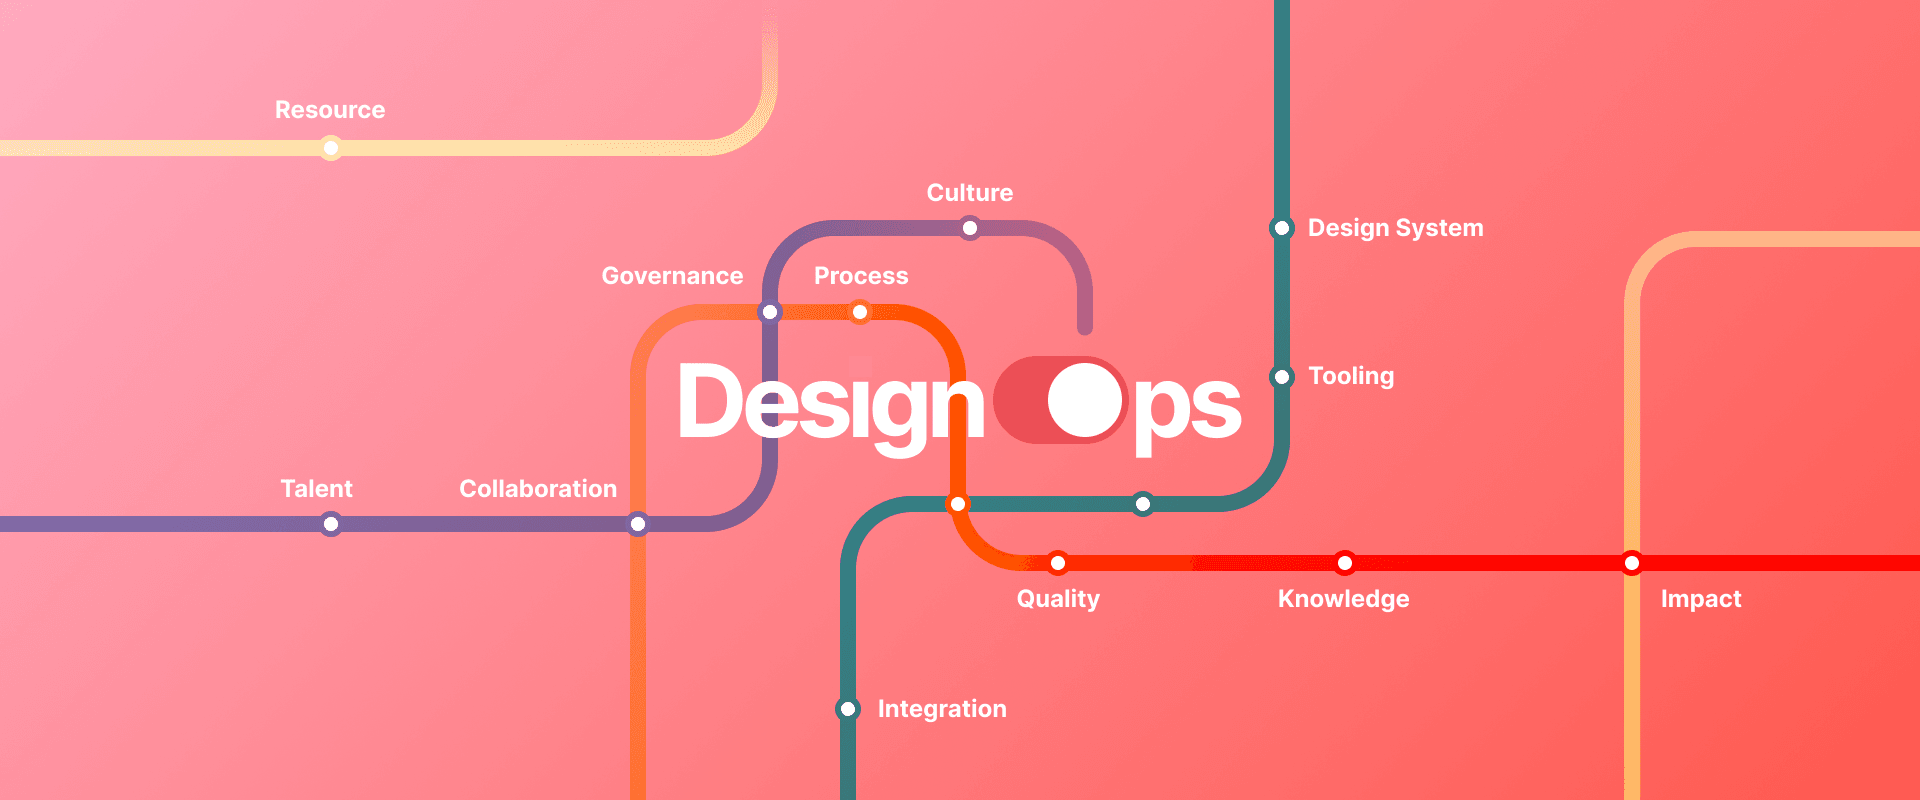 Resource
Culture
Design System
Governance
Process
DesignOps
Tooling
Talent
Collaboration
Quality
Knowledge
Impact
Integration